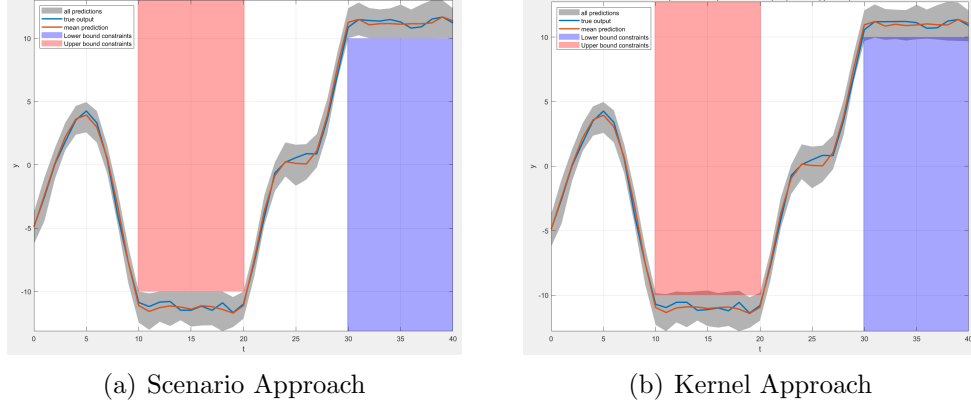 all predictions
true output
mean prediction
Lower bound constraints
Upper bound constraints
10
5
0
-5
-10
y
0 5 10 15 20 25 30 35 40
t
(a) Scenario Approach
all predictions
true output
mean prediction
Lower bound constraints
Upper bound constraints
10
5
0
-5
-10
y
0 5 10 15 20 25 30 35 40
t
(b) Kernel Approach